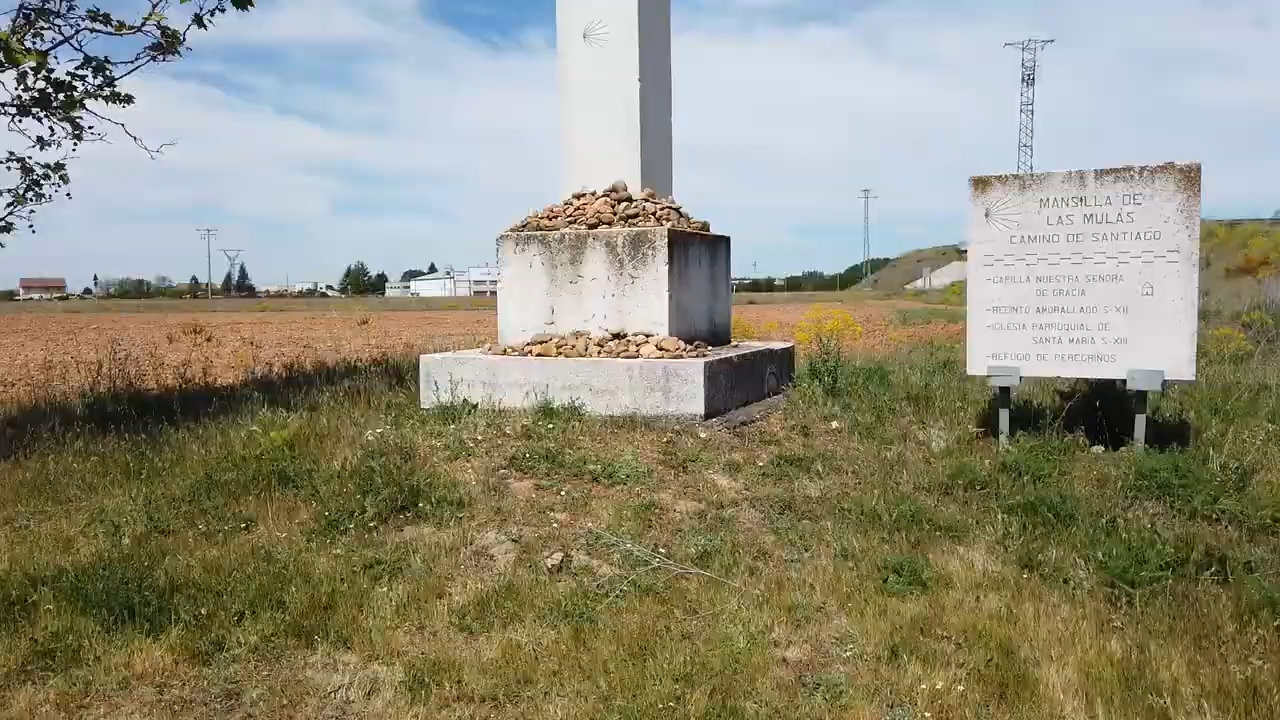 MANSILLA DE
LAS MULÁS
CAMINO DE SANTIAGO
-CAPILLA NUESTRA SEÑORA
DE GRACIA
-RECINTO AMURALLADO S-XII
-IGLESIA PARROQUIAL DE
SANTA MARIA S-XIII
-REFUGIO DE PEREGRINOS